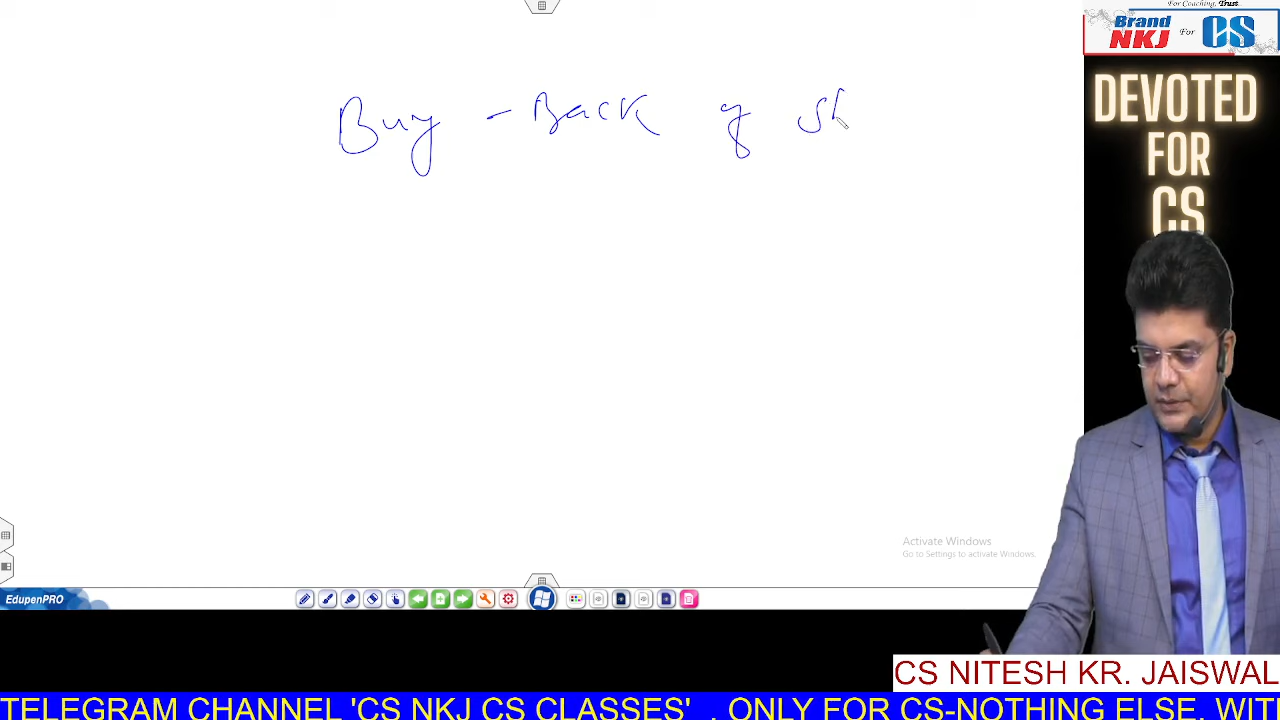 For Coaching, Trust
Brand NKJ For CS
DEVOTED
FOR
CS
Buy - Back of Sh
Activate Windows
Go to Settings to activate Windows.
EdupenPRO
CS NITESH KR. JAISWAL
TELEGRAM CHANNEL 'CS NKJ CS CLASSES' , ONLY FOR CS-NOTHING ELSE, WIT